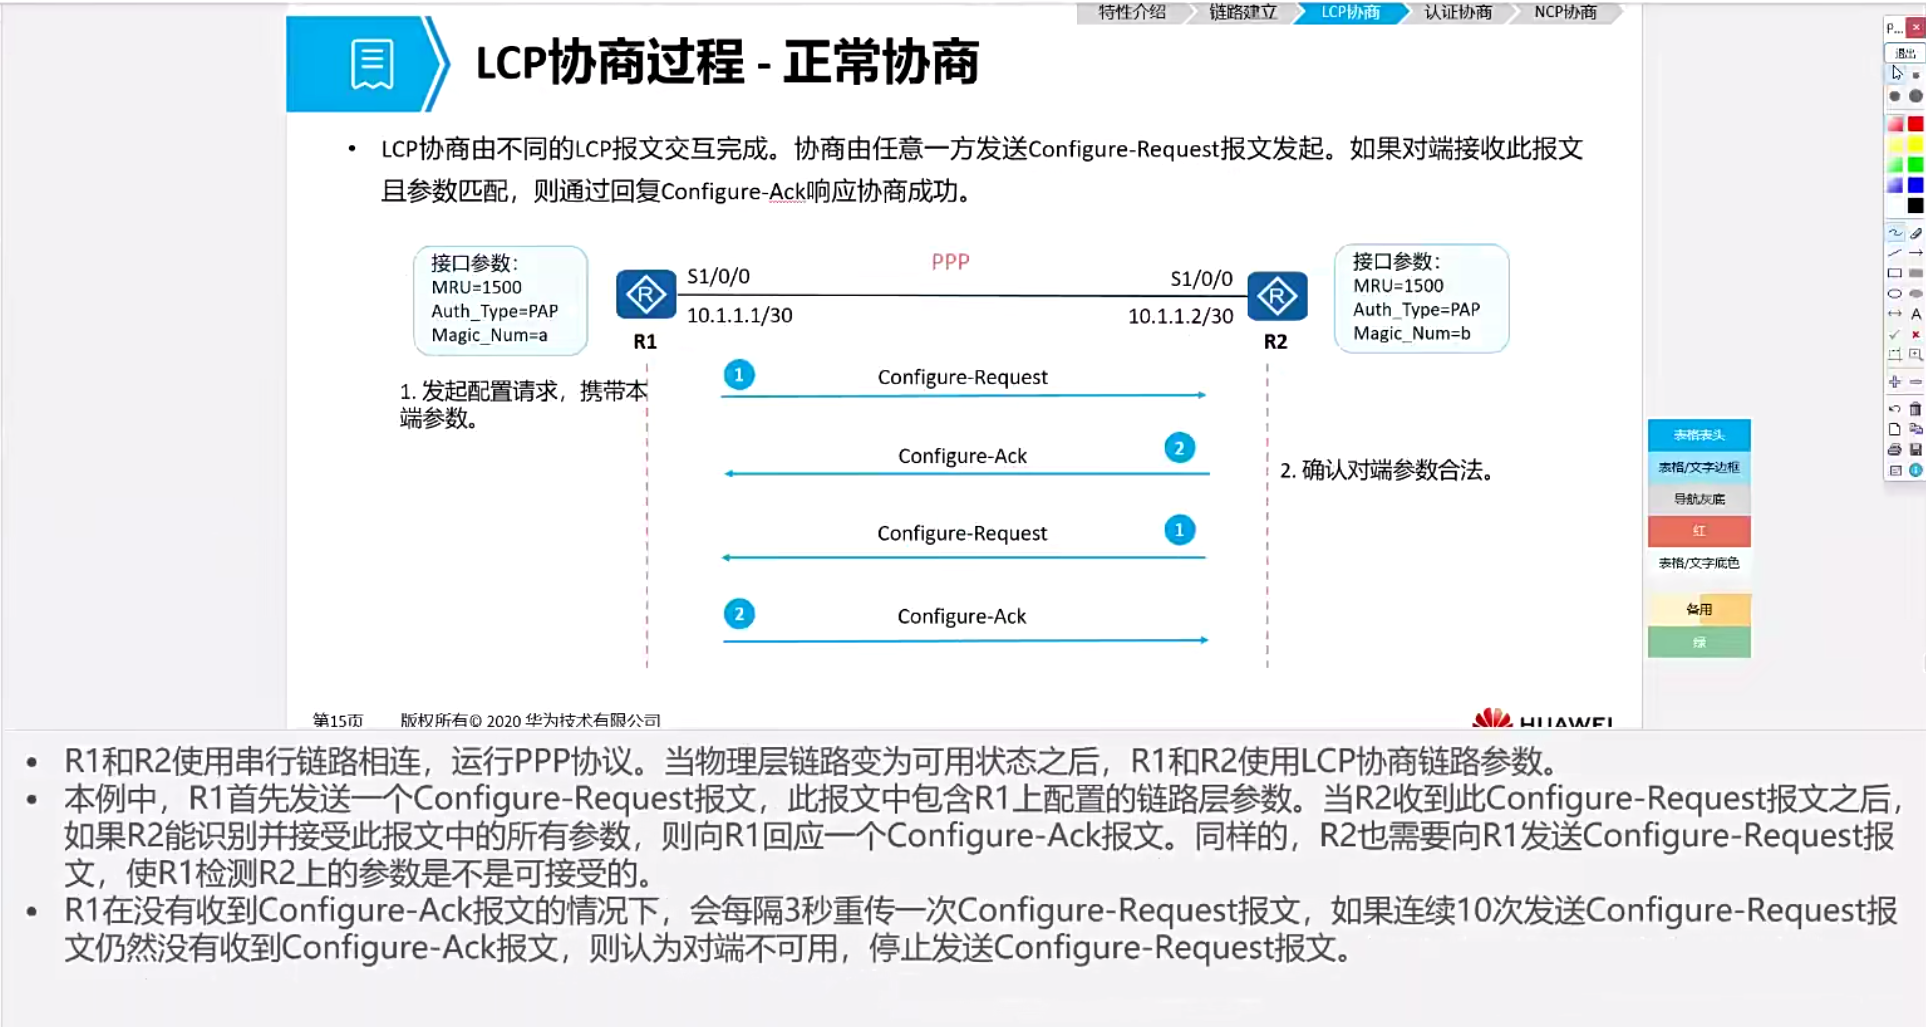 特性介绍 链路建立 LCP协商 认证协商 NCP协商
LCP协商过程 - 正常协商
• LCP协商由不同的LCP报文交互完成。协商由任意一方发送Configure-Request报文发起。如果对端接收此报文
且参数匹配，则通过回复Configure-Ack响应协商成功。
接口参数：
MRU=1500
Auth_Type=PAP
Magic_Num=a
R
S1/0/0
10.1.1.1/30
R1
PPP
S1/0/0
10.1.1.2/30
R
R2
接口参数：
MRU=1500
Auth_Type=PAP
Magic_Num=b
1. 发起配置请求，携带本
端参数。
1 Configure-Request
Configure-Ack 2
2. 确认对端参数合法。
Configure-Request 1
2 Configure-Ack
第15页 版权所有© 2020 华为技术有限公司
HUAWEI
表格表头
表格/文字边框
导航灰底
红
表格/文字底色
备用
绿
P...
退出
A
• R1和R2使用串行链路相连，运行PPP协议。当物理层链路变为可用状态之后，R1和R2使用LCP协商链路参数。
• 本例中，R1首先发送一个Configure-Request报文，此报文中包含R1上配置的链路层参数。当R2收到此Configure-Request报文之后，
如果R2能识别并接受此报文中的所有参数，则向R1回应一个Configure-Ack报文。同样的，R2也需要向R1发送Configure-Request报
文，使R1检测R2上的参数是不是可接受的。
• R1在没有收到Configure-Ack报文的情况下，会每隔3秒重传一次Configure-Request报文，如果连续10次发送Configure-Request报
文仍然没有收到Configure-Ack报文，则认为对端不可用，停止发送Configure-Request报文。